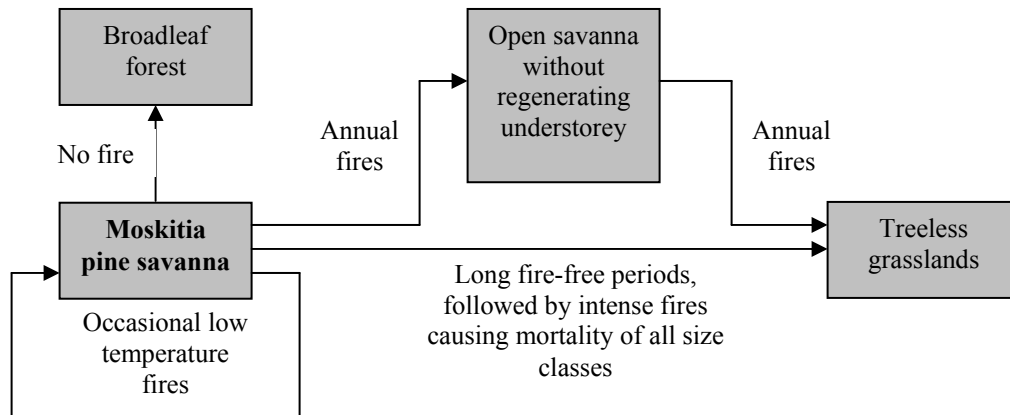 Broadleaf
forest
Open savanna
without
regenerating
understorey
No fire
Annual
fires
Annual
fires
Moskitia
pine savanna
Treeless
grasslands
Long fire-free periods,
followed by intense fires
causing mortality of all size
classes
Occasional low
temperature
fires